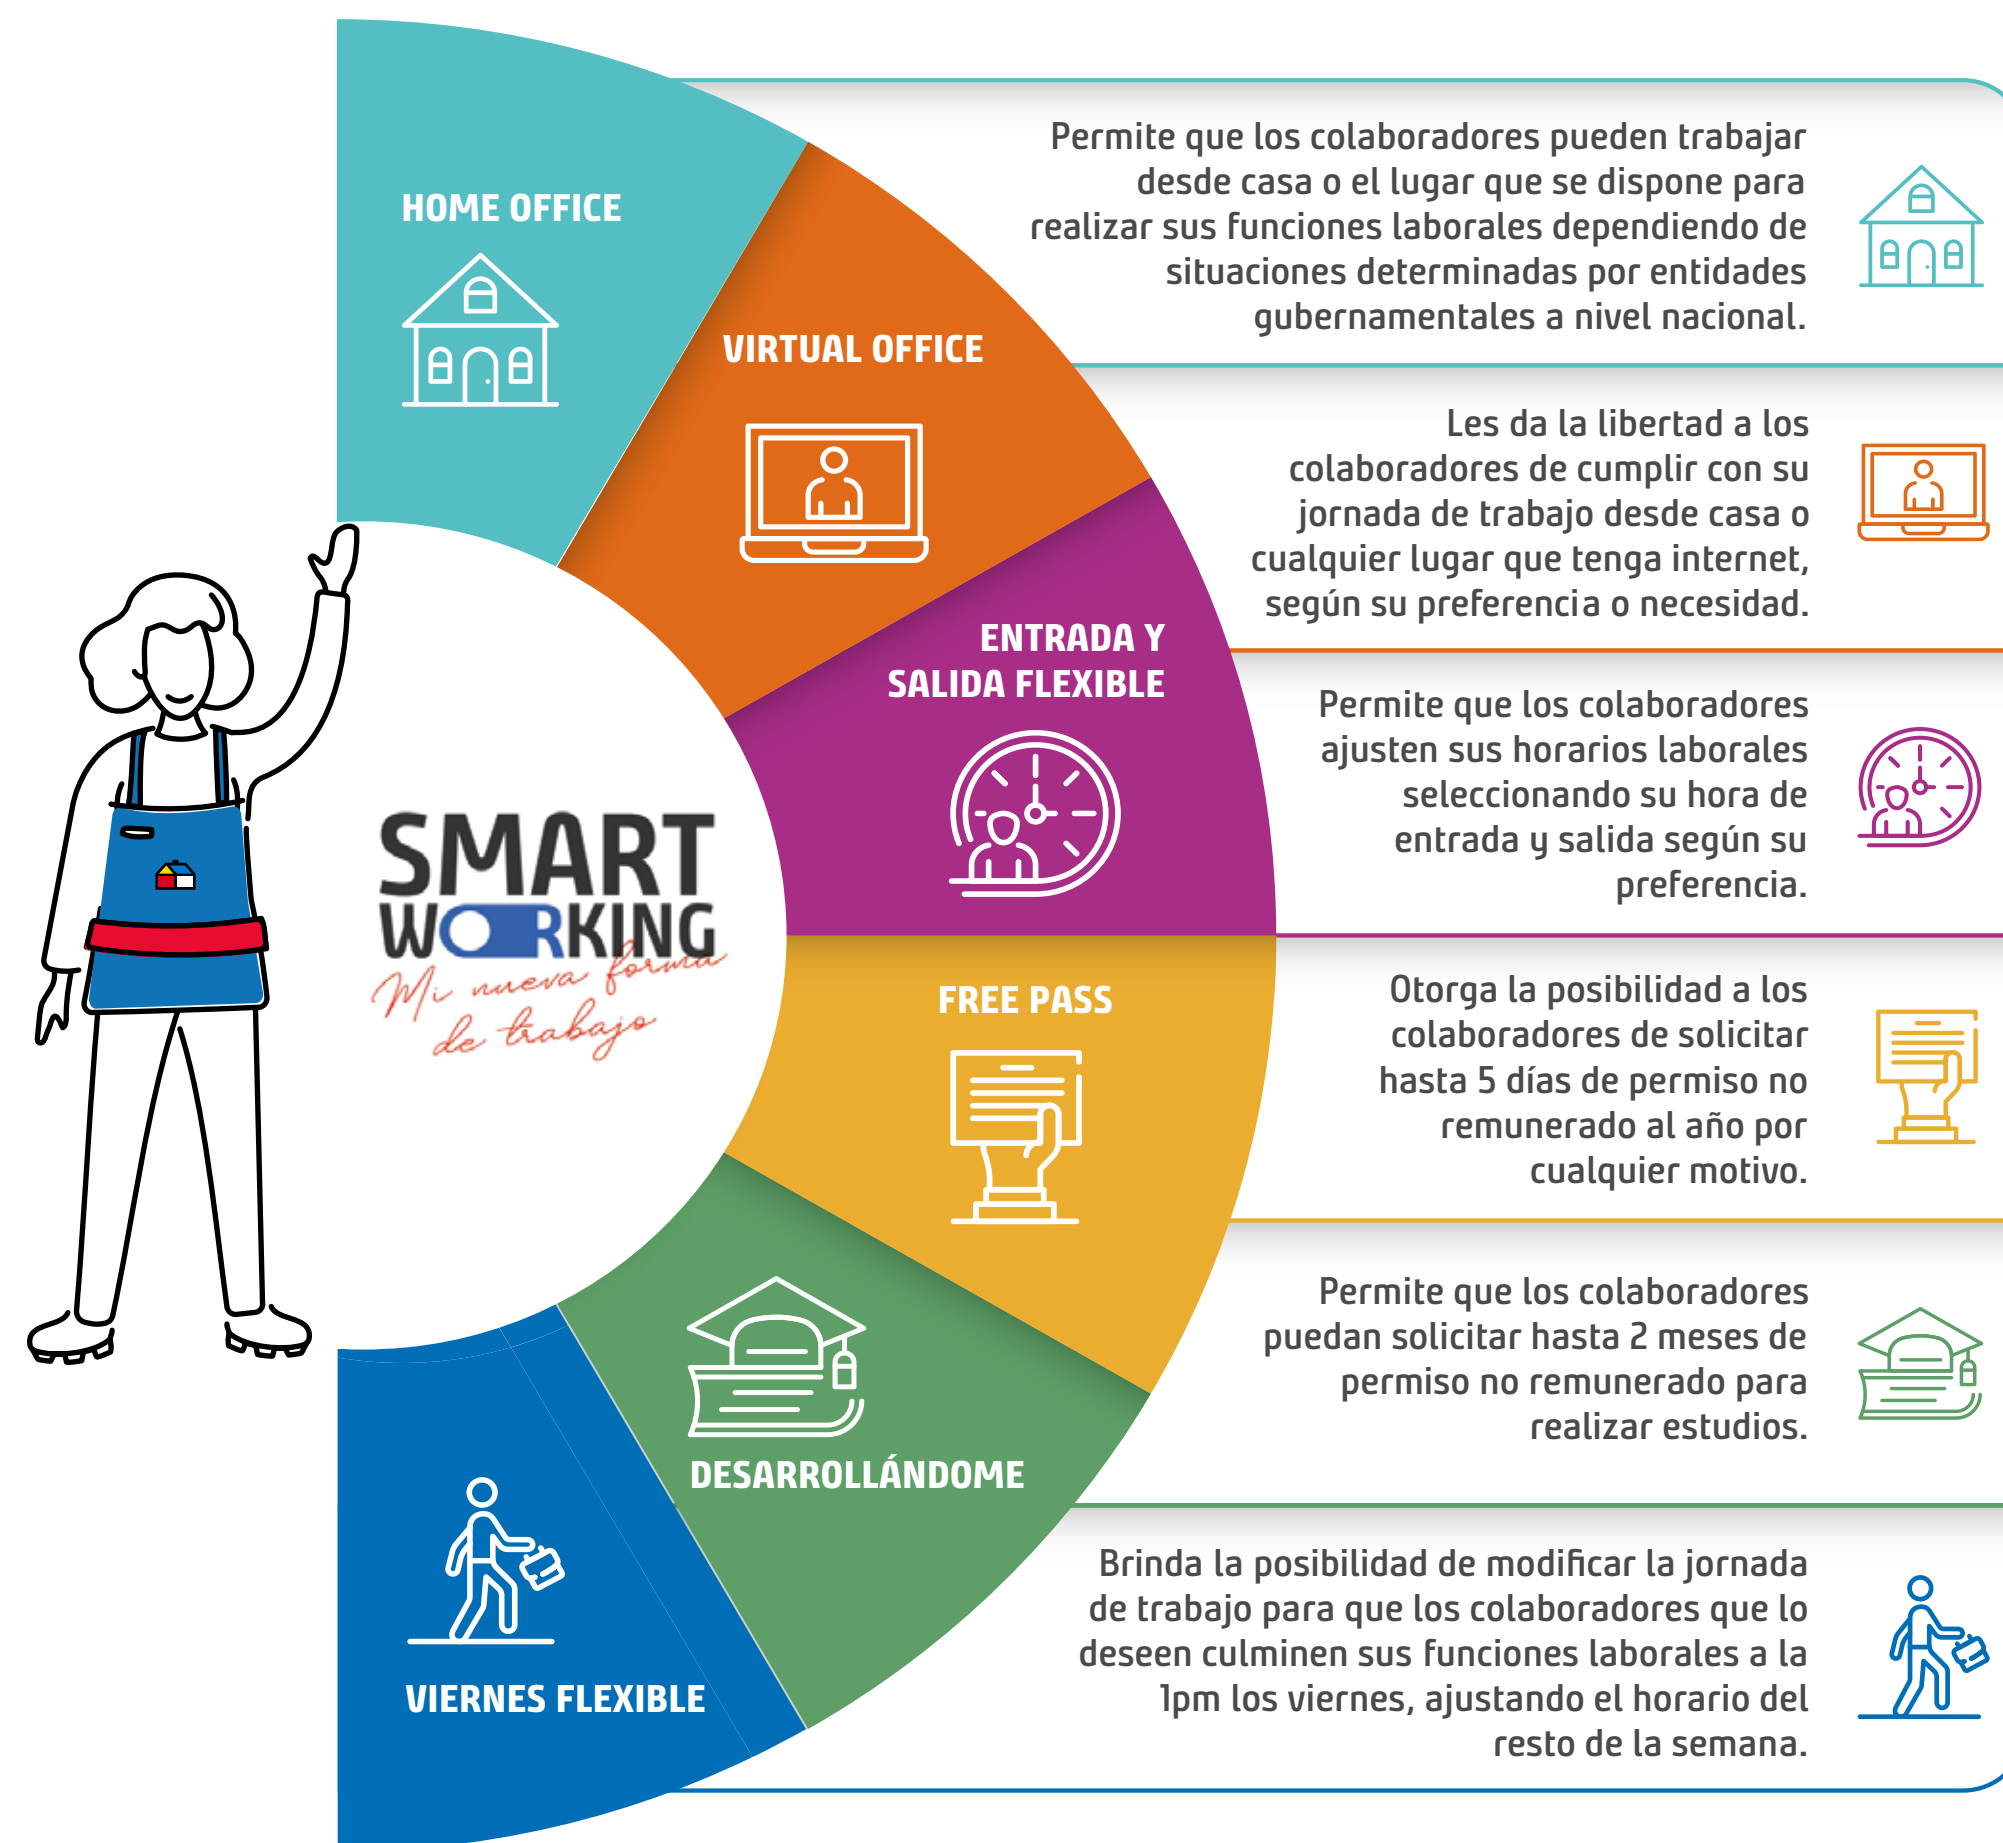 HOME OFFICE
Permite que los colaboradores pueden trabajar
desde casa o el lugar que se dispone para
realizar sus funciones laborales dependiendo de
situaciones determinadas por entidades
gubernamentales a nivel nacional.
VIRTUAL OFFICE
Les da la libertad a los
colaboradores de cumplir con su
jornada de trabajo desde casa o
cualquier lugar que tenga internet,
según su preferencia o necesidad.
ENTRADA Y
SALIDA FLEXIBLE
Permite que los colaboradores
ajusten sus horarios laborales
seleccionando su hora de
entrada y salida según su
preferencia.
SMART
WORKING
Mi nueva forma
de trabajo
FREE PASS
Otorga la posibilidad a los
colaboradores de solicitar
hasta 5 días de permiso no
remunerado al año por
cualquier motivo.
DESARROLLÁNDOME
Permite que los colaboradores
puedan solicitar hasta 2 meses de
permiso no remunerado para
realizar estudios.
VIERNES FLEXIBLE
Brinda la posibilidad de modificar la jornada
de trabajo para que los colaboradores que lo
deseen culminen sus funciones laborales a la
1pm los viernes, ajustando el horario del
resto de la semana.